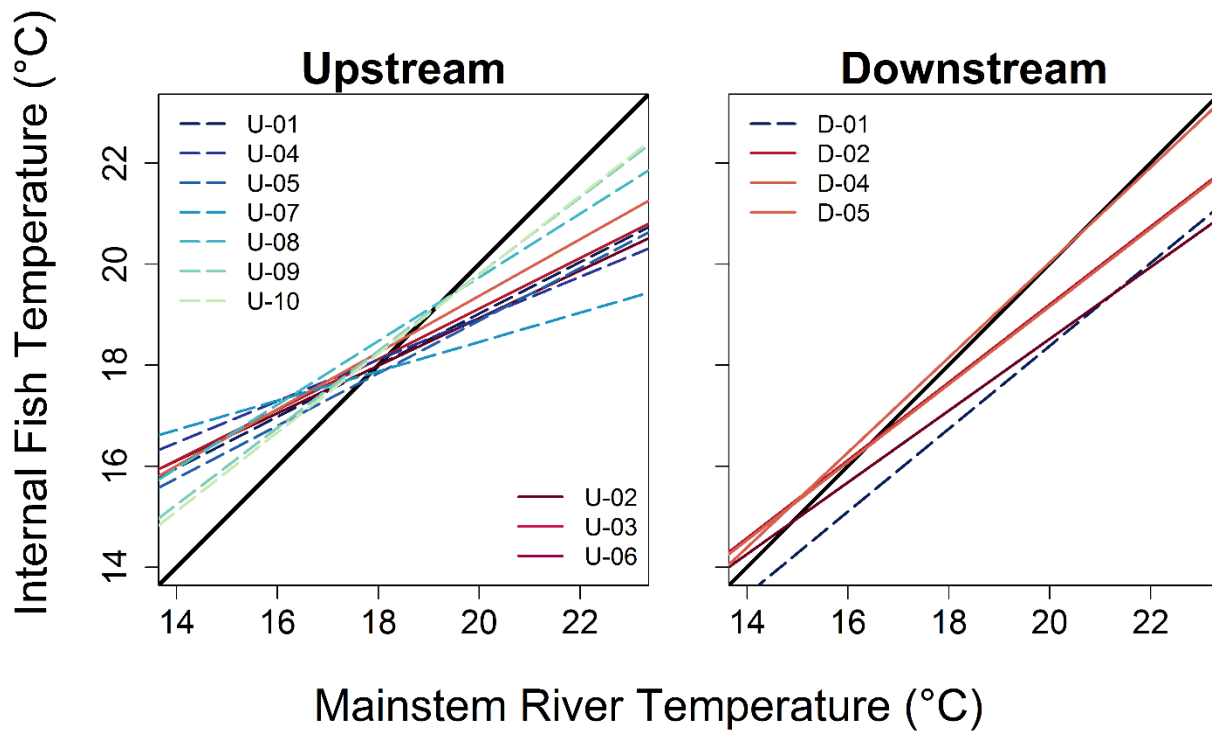 Upstream
Downstream
Internal Fish Temperature (°C)
22
20
18
16
14
U-01
U-04
U-05
U-07
U-08
U-09
U-10
U-02
U-03
U-06
D-01
D-02
D-04
D-05
14 16 18 20 22
14 16 18 20 22
Mainstem River Temperature (°C)